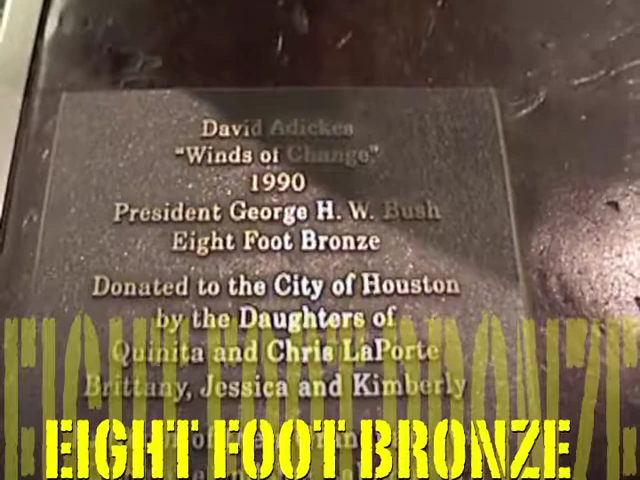 David Adickes
"Winds of Change"
1990
President George H. W. Bush
Eight Foot Bronze
Donated to the City of Houston
by the Daughters of
Quinita and Chris LaPorte
Brittany, Jessica and Kimberly
EIGHT FOOT BRONZE
EIGHT FOOT BRONZE